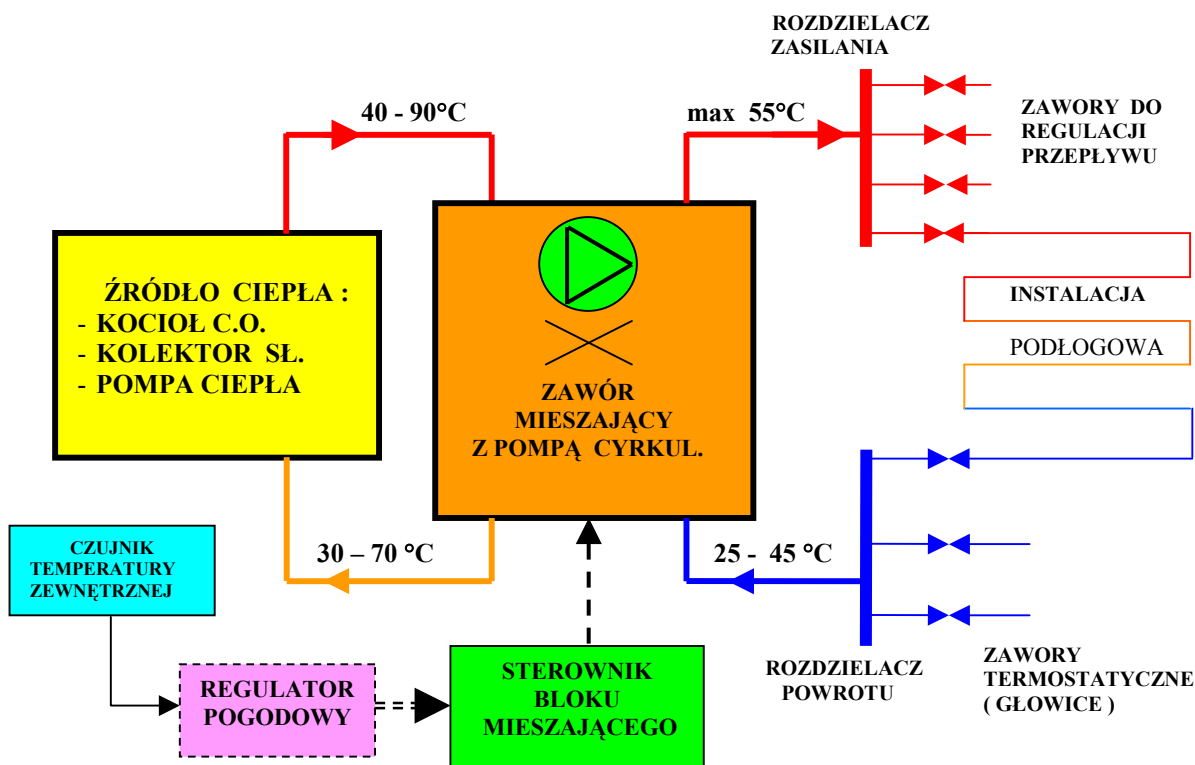 ROZDZIELACZ
ZASILANIA
40 - 90°C
max 55°C
ZAWORY DO
REGULACJI
PRZEPŁYWU
ŹRÓDŁO CIEPŁA :
- KOCIOŁ C.O.
- KOLEKTOR SŁ.
- POMPA CIEPŁA
ZAWÓR
MIESZAJĄCY
Z POMPĄ CYRKUL.
INSTALACJA
PODŁOGOWA
30 – 70 °C
25 - 45 °C
CZUJNIK
TEMPERATURY
ZEWNĘTRZNEJ
REGULATOR
POGODOWY
STEROWNIK
BLOKU
MIESZAJĄCEGO
ROZDZIELACZ
POWROTU
ZAWORY
TERMOSTATYCZNE
( GŁOWICE )